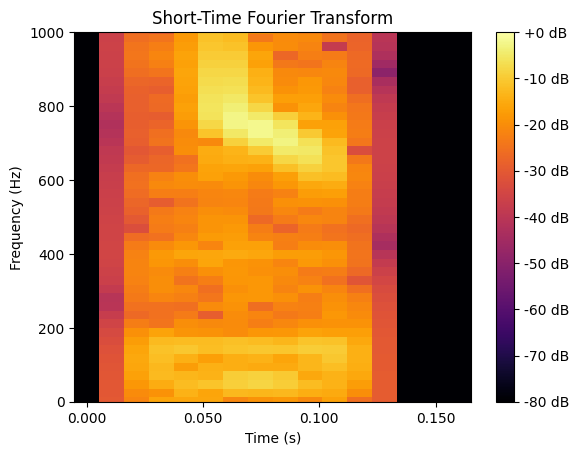 Short-Time Fourier Transform
1000
800
600
400
200
0
Frequency (Hz)
0.000
0.050
0.100
0.150
Time (s)
+0 dB
-10 dB
-20 dB
-30 dB
-40 dB
-50 dB
-60 dB
-70 dB
-80 dB